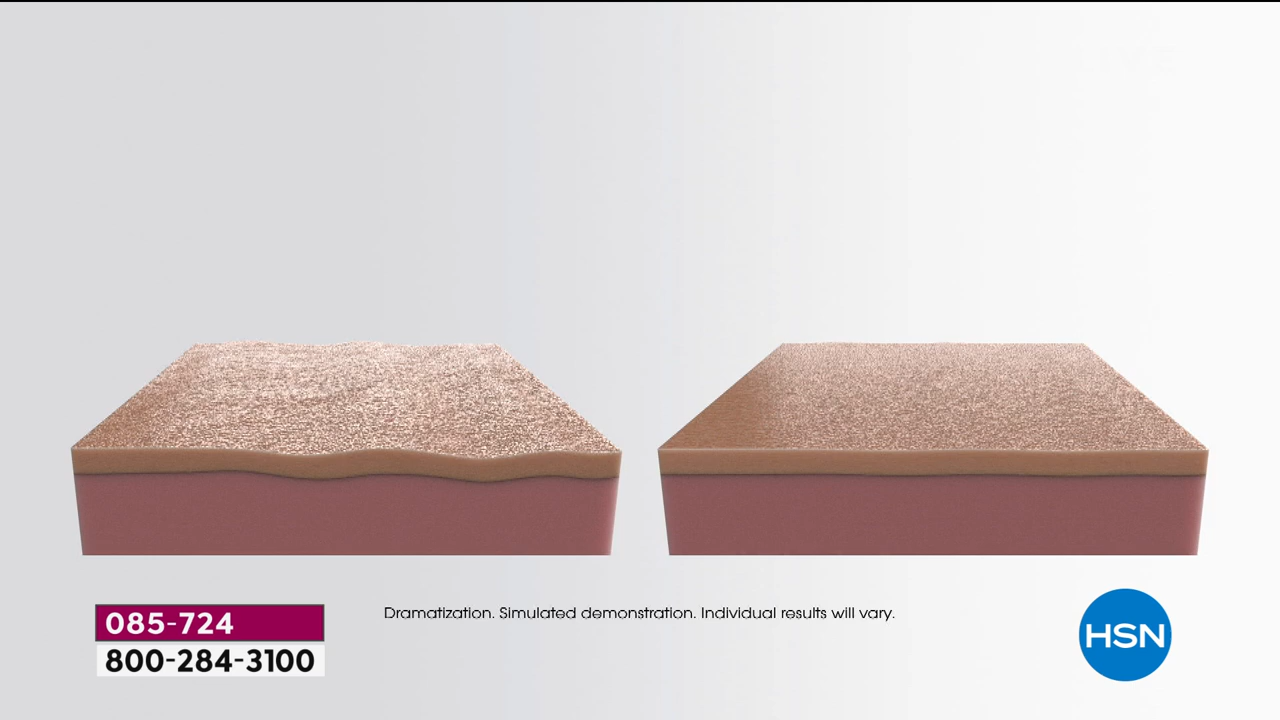 085-724
800-284-3100
Dramatization. Simulated demonstration. Individual results will vary.
HSN